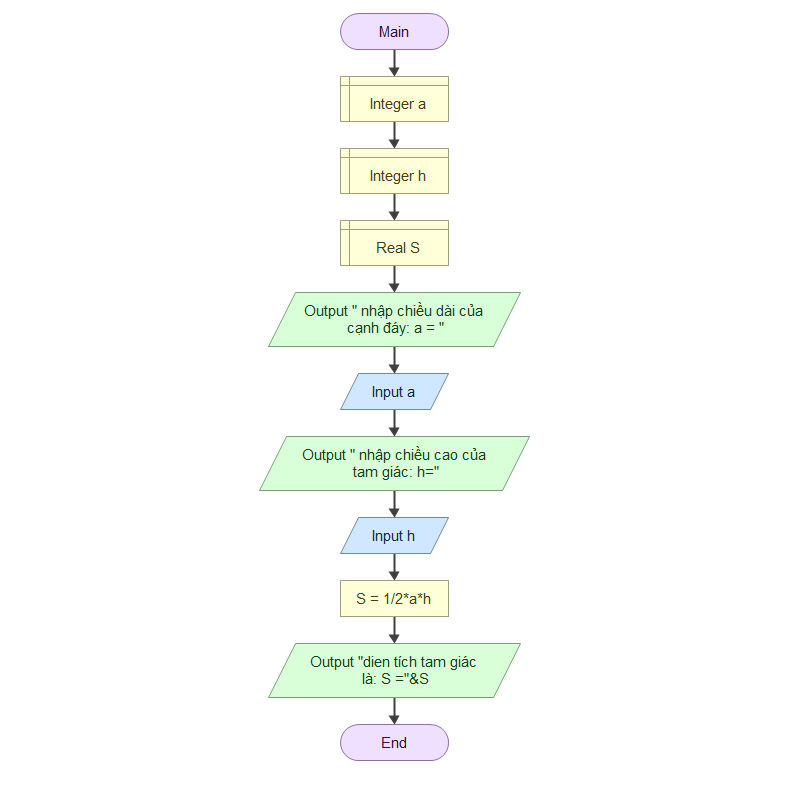 Main
Integer a
Integer h
Real S
Output " nhập chiều dài của
cạnh đáy: a = "
Input a
Output " nhập chiều cao của
tam giác: h="
Input h
S = 1/2*a*h
Output "dien tích tam giác
là: S ="&S
End